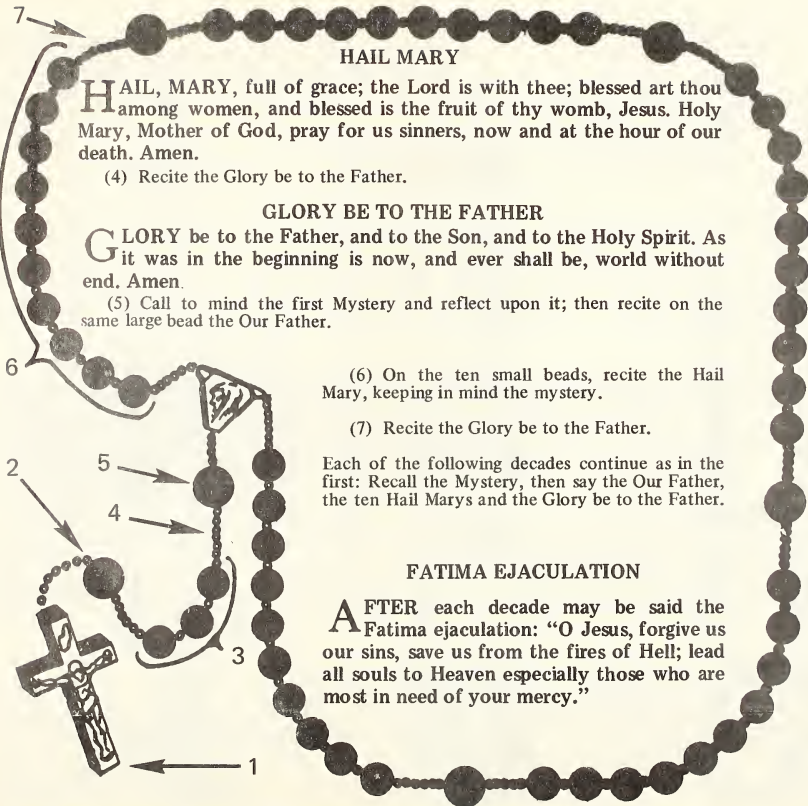 7
HAIL MARY
HAIL, MARY, full of grace; the Lord is with thee; blessed art thou
among women, and blessed is the fruit of thy womb, Jesus. Holy
Mary, Mother of God, pray for us sinners, now and at the hour of our
death. Amen.
(4) Recite the Glory be to the Father.
GLORY BE TO THE FATHER
GLORY be to the Father, and to the Son, and to the Holy Spirit. As
it was in the beginning is now, and ever shall be, world without
end. Amen.
(5) Call to mind the first Mystery and reflect upon it; then recite on the
same large bead the Our Father.
6
(6) On the ten small beads, recite the Hail
Mary, keeping in mind the mystery.
(7) Recite the Glory be to the Father.
Each of the following decades continue as in the
first: Recall the Mystery, then say the Our Father,
the ten Hail Marys and the Glory be to the Father.
5
2
4
3
1
FATIMA EJACULATION
AFTER each decade may be said the
Fatima ejaculation: “O Jesus, forgive us
our sins, save us from the fires of Hell; lead
all souls to Heaven especially those who are
most in need of your mercy.”